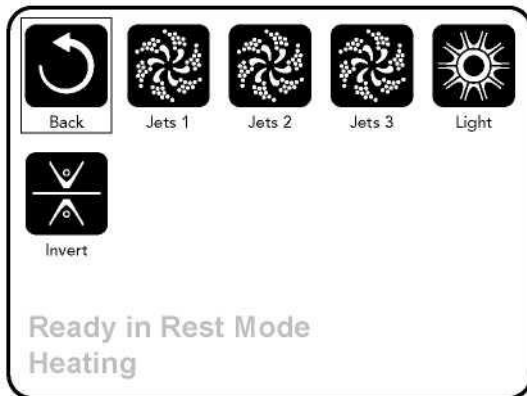 Back Jets 1 Jets 2 Jets 3 Light
Invert
Ready in Rest Mode
Heating